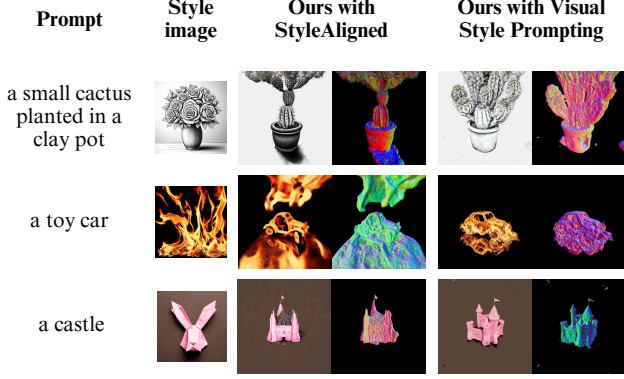 Prompt
Style image
Ours with StyleAligned
Ours with Visual Style Prompting
a small cactus
planted in a
clay pot
a toy car
a castle